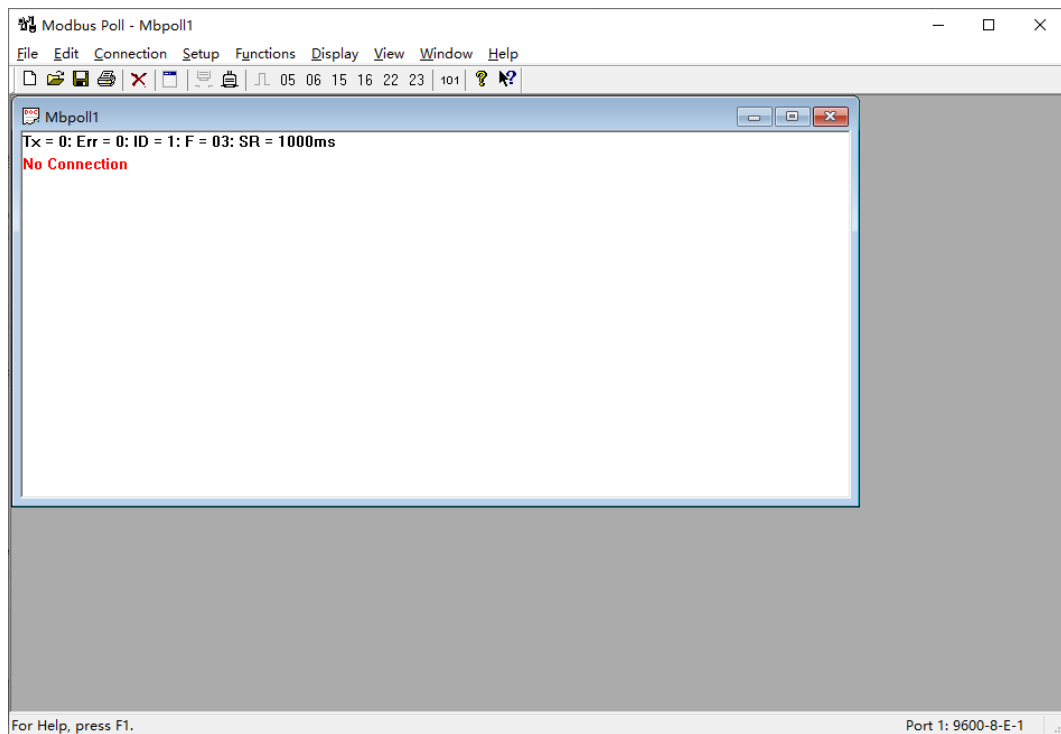 Modbus Poll - Mbpoll1
File Edit Connection Setup Functions Display View Window Help
05 06 15 16 22 23 101
Mbpoll1
Tx = 0: Err = 0: ID = 1: F = 03: SR = 1000ms
No Connection
For Help, press F1.
Port 1: 9600-8-E-1